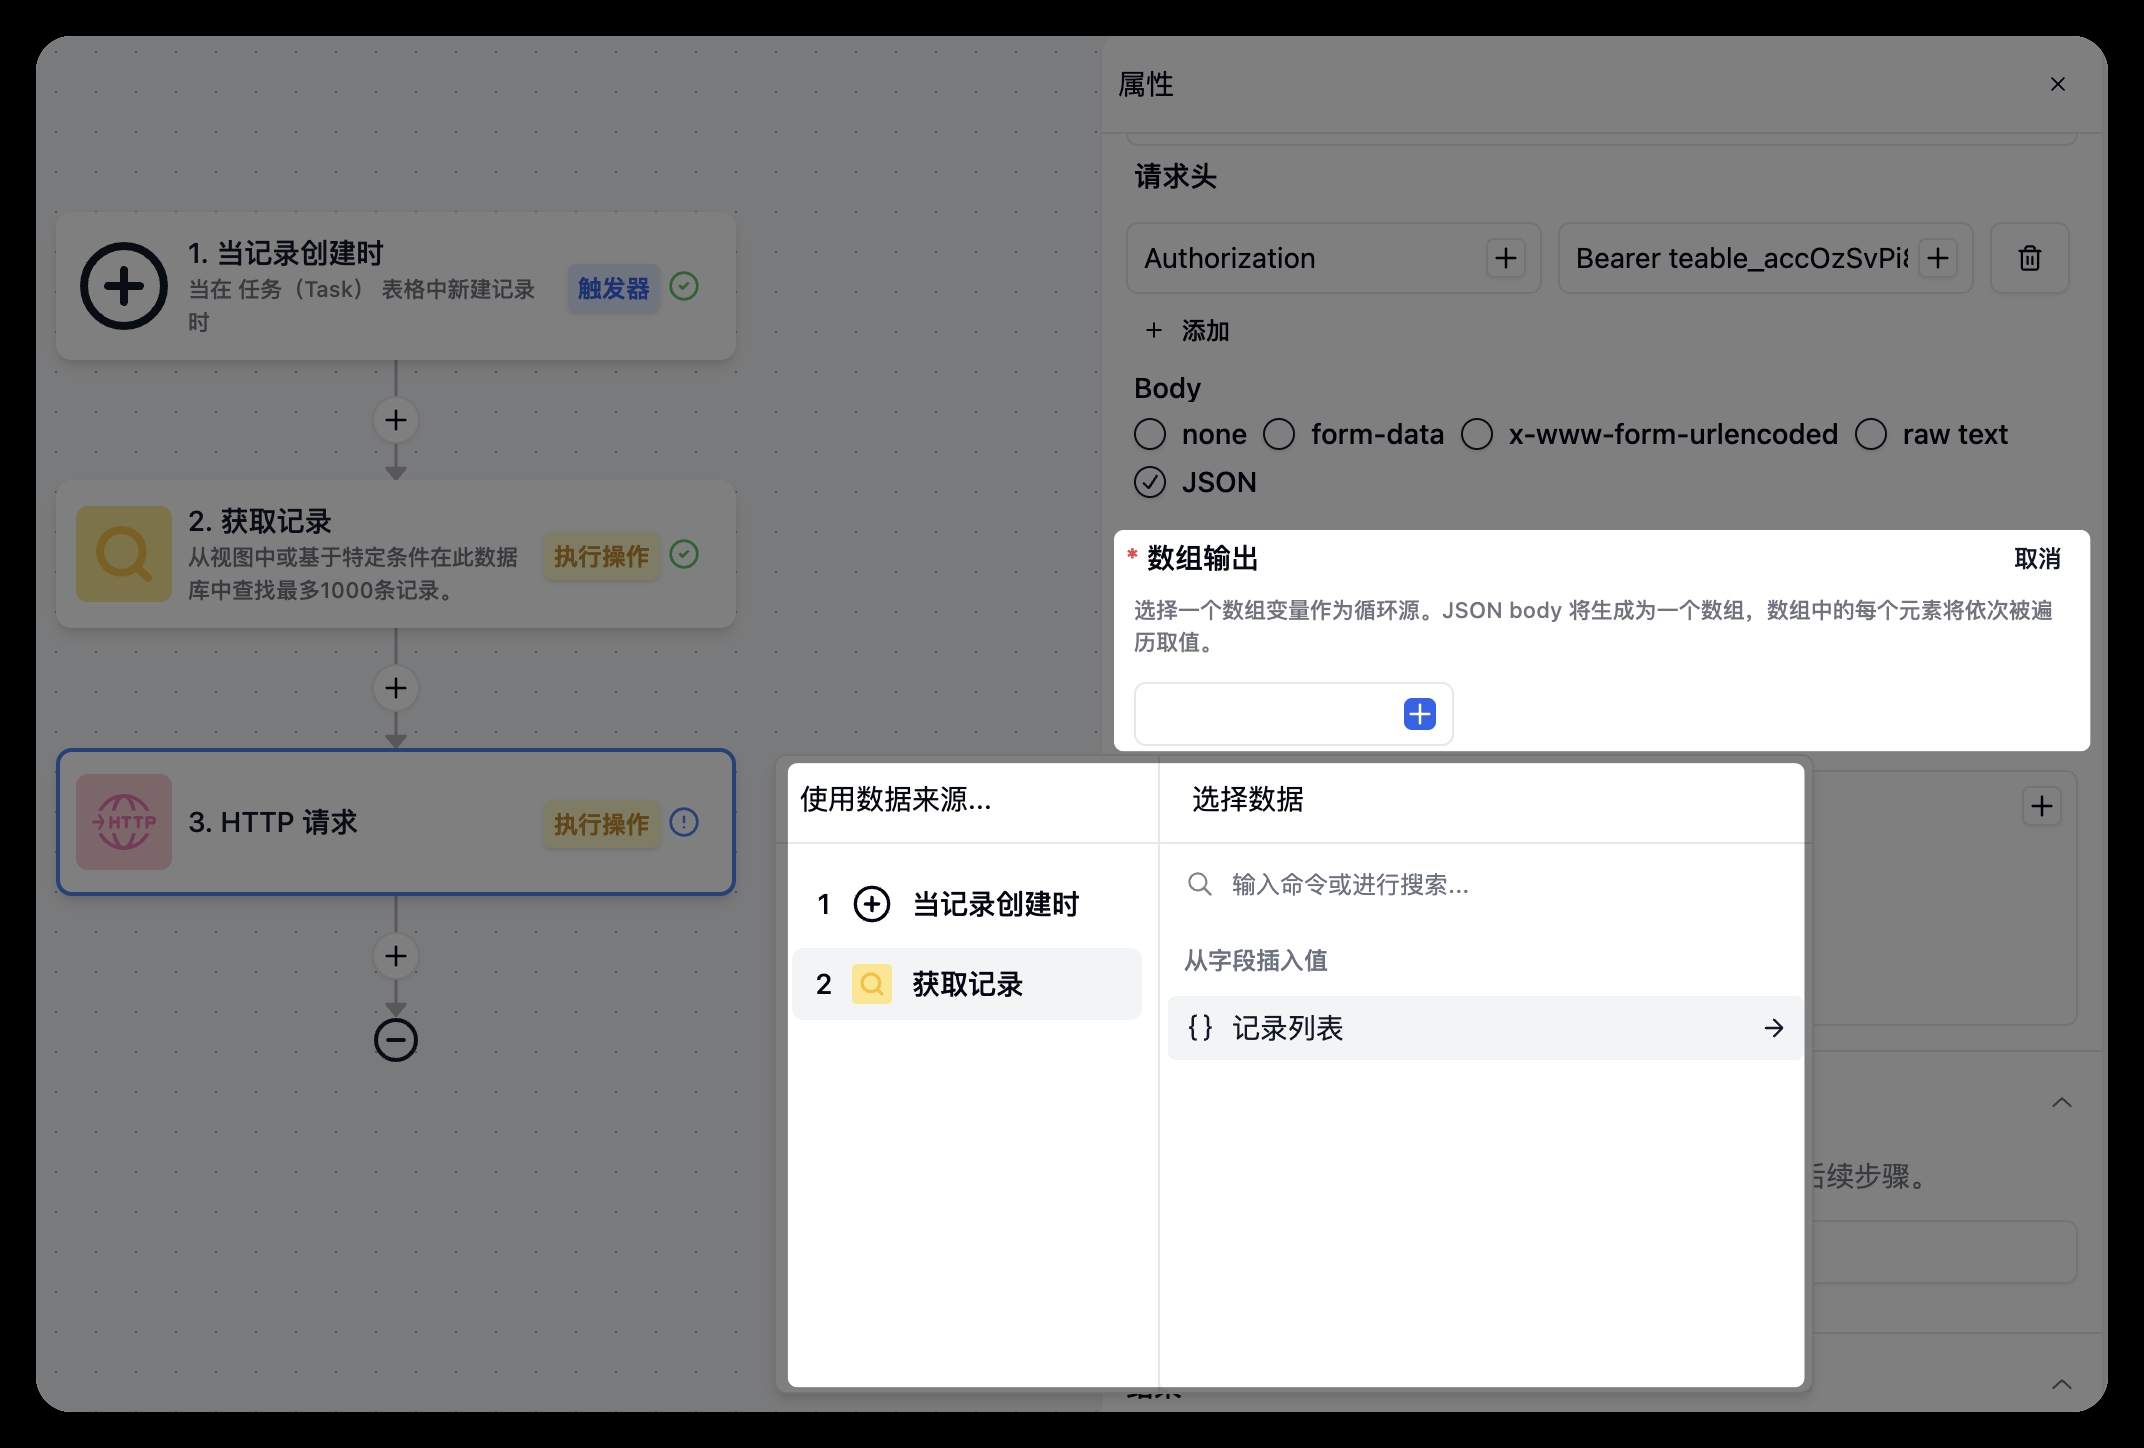 属性
请求头
Authorization
Bearer teable_accOzSvPi
添加
Body
none
form-data
x-www-form-urlencoded
raw text
JSON
* 数组输出
取消
选择一个数组变量作为循环源。JSON body 将生成为一个数组，数组中的每个元素将依次被遍
历取值。
1. 当记录创建时
当在 任务（Task） 表格中新建记录
时
触发器
2. 获取记录
从视图中或基于特定条件在此数据
库中查找最多1000条记录。
执行操作
HTTP
3. HTTP 请求
执行操作
使用数据来源...
1 当记录创建时
2 获取记录
选择数据
输入命令或进行搜索...
从字段插入值
{} 记录列表
后续步骤。